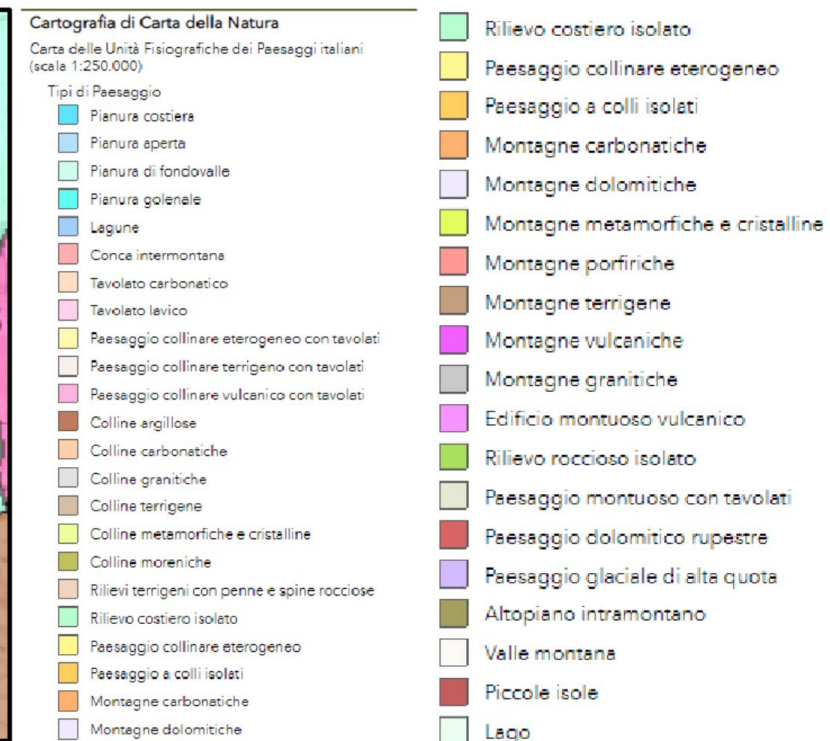 Cartografia di Carta della Natura
Carta delle Unità Fisiografiche dei Paesaggi italiani
(scala 1:250.000)
Tipi di Paesaggio
Pianura costiera
Pianura aperta
Pianura di fondovalle
Pianura golenale
Lagune
Conca intermontana
Tavolato carbonatico
Tavolato lavico
Paesaggio collinare eterogeneo con tavolati
Paesaggio collinare terrigeno con tavolati
Paesaggio collinare vulcanico con tavolati
Colline argillose
Colline carbonatiche
Colline granitiche
Colline terrigene
Colline metamorfiche e cristalline
Colline moreniche
Rilievi terrigeni con penne e spine rocciose
Rilievo costiero isolato
Paesaggio collinare eterogeneo
Paesaggio a colli isolati
Montagne carbonatiche
Montagne dolomitiche
Rilievo costiero isolato
Paesaggio collinare eterogeneo
Paesaggio a colli isolati
Montagne carbonatiche
Montagne dolomitiche
Montagne metamorfiche e cristalline
Montagne porfiriche
Montagne terrigene
Montagne vulcaniche
Montagne granitiche
Edificio montuoso vulcanico
Rilievo roccioso isolato
Paesaggio montuoso con tavolati
Paesaggio dolomitico rupestre
Paesaggio glaciale di alta quota
Altopiano intramontano
Valle montana
Piccole isole
Lago